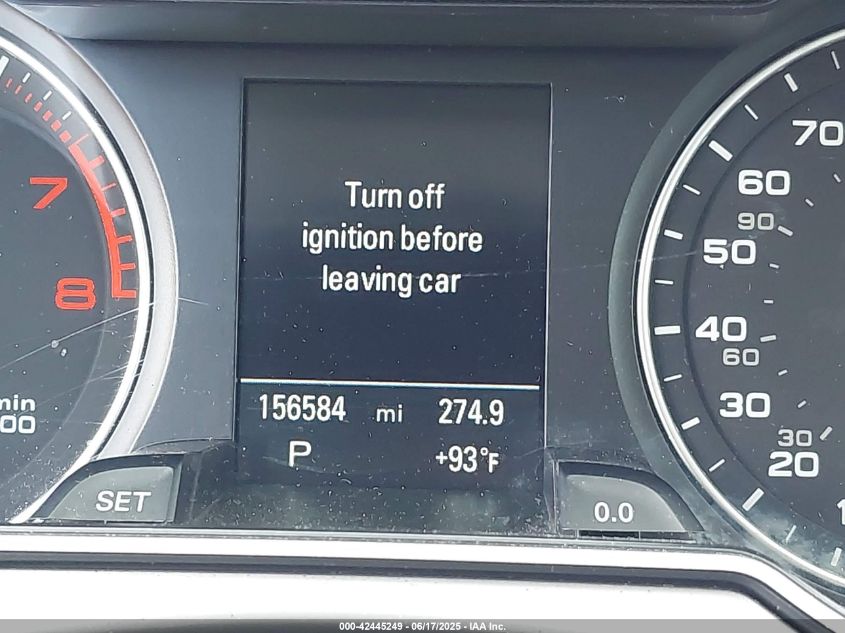 Turn off
ignition before
leaving car
156584 mi 274.9
P +93°F
SET
0.0
7
8
min
00
70
60
90
50
40
60
30
30
20
1
000-42445249 - 06/17/2025 - IAA Inc.